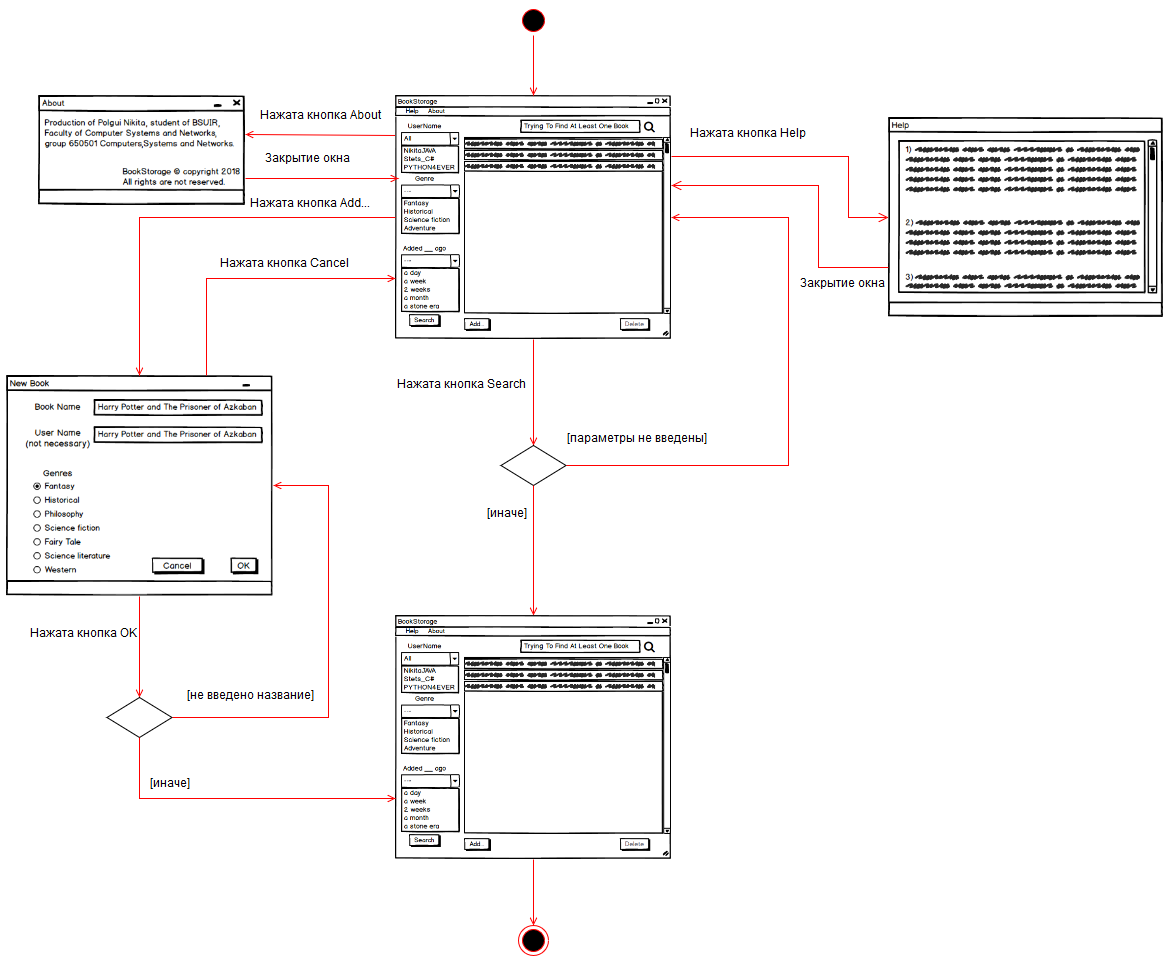 About
Production of Polgui Nikita, student of BSUIR,
Faculty of Computer Systems and Networks,
group 650501 Computers,Systems and Networks.
BookStorage © copyright 2018
All rights are not reserved.
Нажата кнопка About
Закрытие окна
Нажата кнопка Add...
Нажата кнопка Cancel
BookStorage
Help About
UserName
Trying To Find At Least One Book
All
NikitaJAVA
Stets_C#
PYTHON4EVER
Genre
---
Fantasy
Historical
Science fiction
Adventure
Added __ ago
---
a day
a week
2 weeks
a month
a stone era
Search
Add...
Delete
Нажата кнопка Help
Закрытие окна
Help
1)
2)
3)
New Book
Book Name
Harry Potter and The Prisoner of Azkaban
User Name
(not necessary)
Harry Potter and The Prisoner of Azkaban
Genres
Fantasy
Historical
Philosophy
Science fiction
Fairy Tale
Science literature
Western
Cancel
OK
Нажата кнопка Search
[параметры не введены]
[иначе]
Нажата кнопка OK
[не введено название]
[иначе]
BookStorage
Help About
UserName
Trying To Find At Least One Book
All
NikitaJAVA
Stets_C#
PYTHON4EVER
Genre
---
Fantasy
Historical
Science fiction
Adventure
Added __ ago
---
a day
a week
2 weeks
a month
a stone era
Search
Add...
Delete